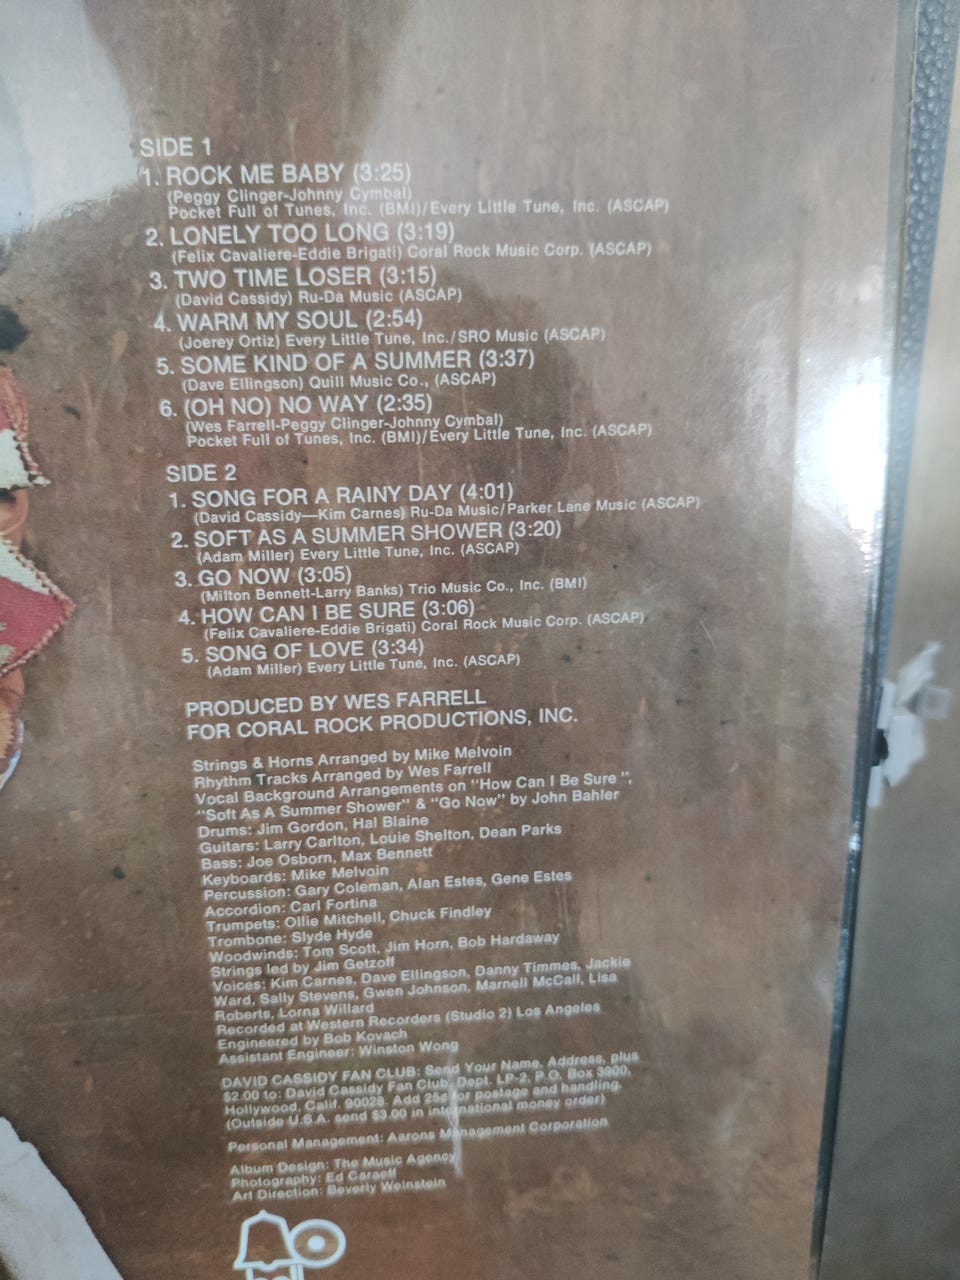 SIDE 1
1. ROCK ME BABY (3:25)
(Peggy Clinger-Johnny Cymbal)
Pocket Full of Tunes, Inc. (BMI)/Every Little Tune, Inc. (ASCAP)
2. LONELY TOO LONG (3:19)
(Felix Cavaliere-Eddie Brigati) Coral Rock Music Corp. (ASCAP)
3. TWO TIME LOSER (3:15)
(David Cassidy) Ru-Da Music (ASCAP)
4. WARM MY SOUL (2:54)
(Joerey Ortiz) Every Little Tune, Inc./SRO Music (ASCAP)
5. SOME KIND OF A SUMMER (3:37)
(Dave Ellingson) Quill Music Co., (ASCAP)
6. (OH NO) NO WAY (2:35)
(Wes Farrell-Peggy Clinger-Johnny Cymbal)
Pocket Full of Tunes, Inc. (BMI)/Every Little Tune, Inc. (ASCAP)
SIDE 2
1. SONG FOR A RAINY DAY (4:01)
(David Cassidy—Kim Carnes) Ru-Da Music/Parker Lane Music (ASCAP)
2. SOFT AS A SUMMER SHOWER (3:20)
(Adam Miller) Every Little Tune, Inc. (ASCAP)
3. GO NOW (3:05)
(Milton Bennett-Larry Banks) Trio Music Co., Inc. (BMI)
4. HOW CAN I BE SURE (3:06)
(Felix Cavaliere-Eddie Brigati) Coral Rock Music Corp. (ASCAP)
5. SONG OF LOVE (3:34)
(Adam Miller) Every Little Tune, Inc. (ASCAP)
PRODUCED BY WES FARRELL
FOR CORAL ROCK PRODUCTIONS, INC.
Strings & Horns Arranged by Mike Melvoin
Rhythm Tracks Arranged by Wes Farrell
Vocal Background Arrangements on "How Can I Be Sure ",
"Soft As A Summer Shower" & "Go Now" by John Bahler
Drums: Jim Gordon, Hal Blaine
Guitars: Larry Carlton, Louie Shelton, Dean Parks
Bass: Joe Osborn, Max Bennett
Keyboards: Mike Melvoin
Percussion: Gary Coleman, Alan Estes, Gene Estes
Accordion: Carl Fortina
Trumpets: Ollie Mitchell, Chuck Findley
Trombone: Slyde Hyde
Woodwinds: Tom Scott, Jim Horn, Bob Hardaway
Strings led by Jim Getzoff
Voices: Kim Carnes, Dave Ellingson, Danny Timmes, Jackie
Ward, Sally Stevens, Gwen Johnson, Marnell McCall, Lisa
Roberts, Lorna Willard
Recorded at Western Recorders (Studio 2) Los Angeles
Engineered by Bob Kovach
Assistant Engineer: Winston Wong
DAVID CASSIDY FAN CLUB: Send Your Name, Address, plus
$2.00 to: David Cassidy Fan Club, Dept. LP-2, P.O. Box 3900,
Hollywood, Calif. 90028. Add 25¢ for postage and handling.
(Outside U.S.A. send $3.00 in international money order)
Personal Management: Aarons Management Corporation
Album Design: The Music Agency
Photography: Ed Caraeff
Art Direction: Beverly Weinstein
bell